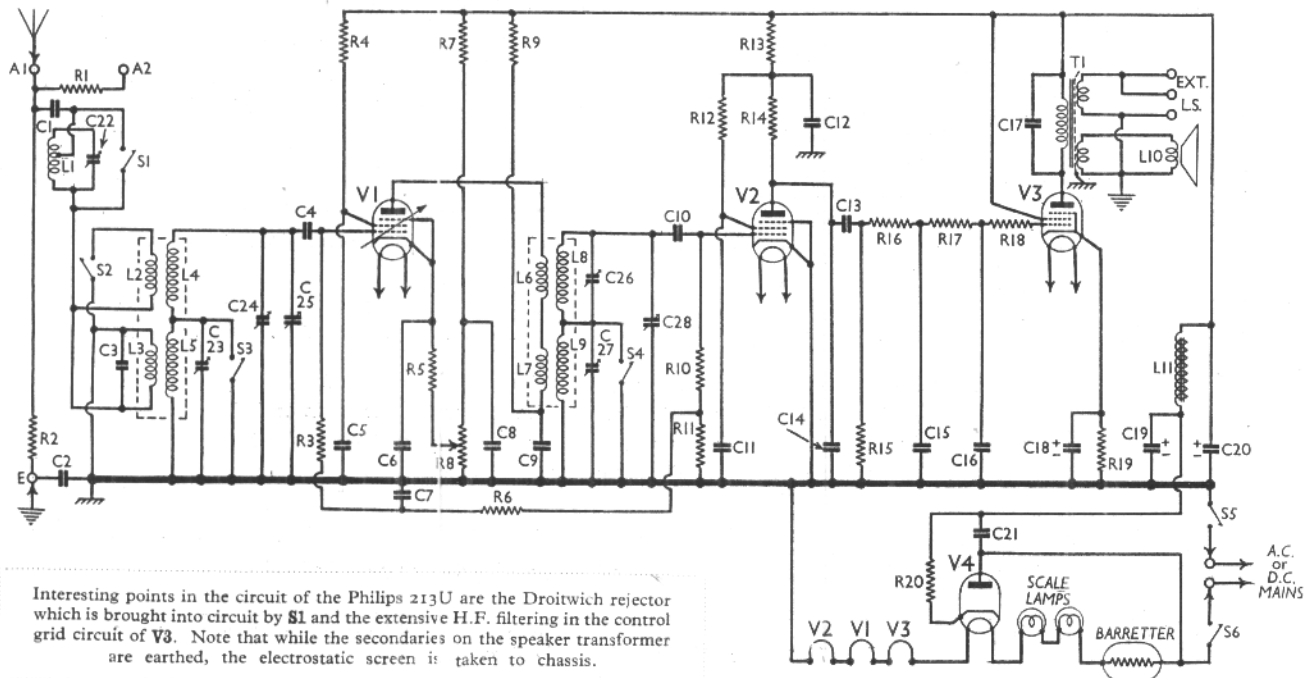 R4
R7
R9
R13
A1
R1
A2
T1
EXT.
L.S.
C1
C22
S1
L1
R12
R14
C12
C17
L10
V1
V2
V3
C4
C10
C13
R16
R17
R18
S2
L2
L4
L6
L8
C26
C24
C
25
C28
C3
L3
L5
C
23
S3
R5
L7
L9
C
27
S4
R10
L11
R2
R3
C5
C6
R8
C8
C9
R11
C11
C14
R15
C15
C16
C18
+
-
R19
C19
+
-
+
-
C20
E
C2
C7
R6
S5
C21
A.C.
or
D.C.
MAINS
R20
V4
SCALE
LAMPS
S6
V2
V1
V3
BARRETTER
Interesting points in the circuit of the Philips 213U are the Droitwich rejector
which is brought into circuit by S1 and the extensive H.F. filtering in the control
grid circuit of V3. Note that while the secondaries on the speaker transformer
are earthed, the electrostatic screen is taken to chassis.